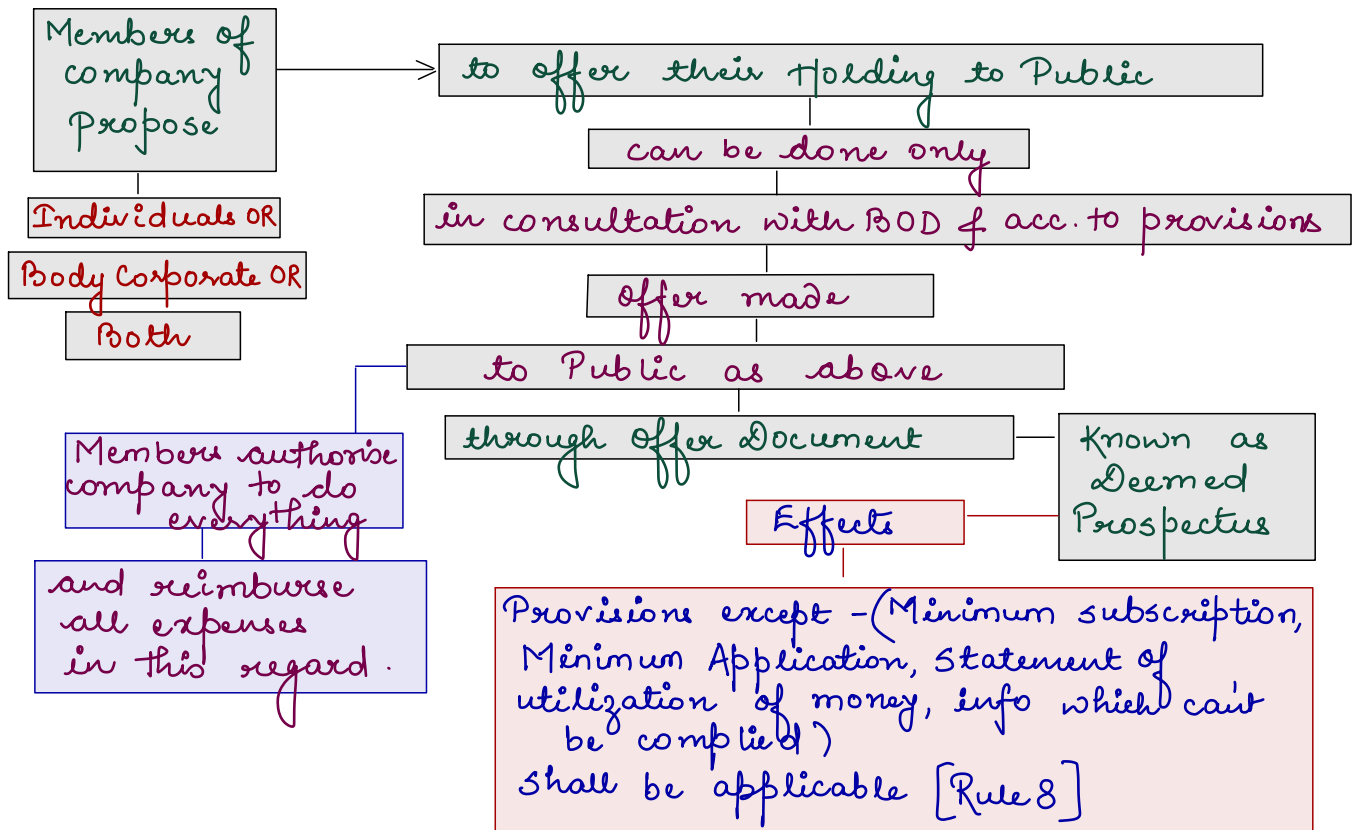 Members of
company
Propose
to offer their Holding to Public
can be done only
in consultation with BOD & acc. to provisions
Individuals OR
Body Corporate OR
Both
offer made
to Public as above
through offer Document
Known as
Deemed
Prospectus
Members authorise
company to do
everything
and reimburse
all expenses
in this regard.
Effects
Provisions except -(Minimum subscription,
Minimum Application, Statement of
utilization of money, info which can't
be complied)
shall be applicable [Rule 8]